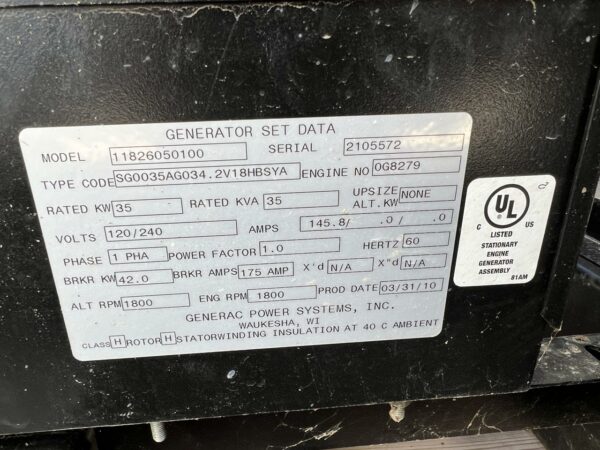 GENERATOR SET DATA
MODEL 11826050100 SERIAL 2105572
TYPE CODE SG0035AG034.2V18HBSYA ENGINE NO 0G8279
RATED KW 35 RATED KVA 35 UPSIZE ALT.KW NONE
VOLTS 120/240 AMPS 145.8/ .0 / .0
PHASE 1 PHA POWER FACTOR 1.0 HERTZ 60
BRKR KW 42.0 BRKR AMPS 175 AMP X'd N/A X"d N/A
ALT RPM 1800 ENG RPM 1800 PROD DATE 03/31/10
GENERAC POWER SYSTEMS, INC.
WAUKESHA, WI
CLASS H ROTOR H STATORWINDING INSULATION AT 40 C AMBIENT
UL
C US
LISTED
STATIONARY
ENGINE
GENERATOR
ASSEMBLY
81AM